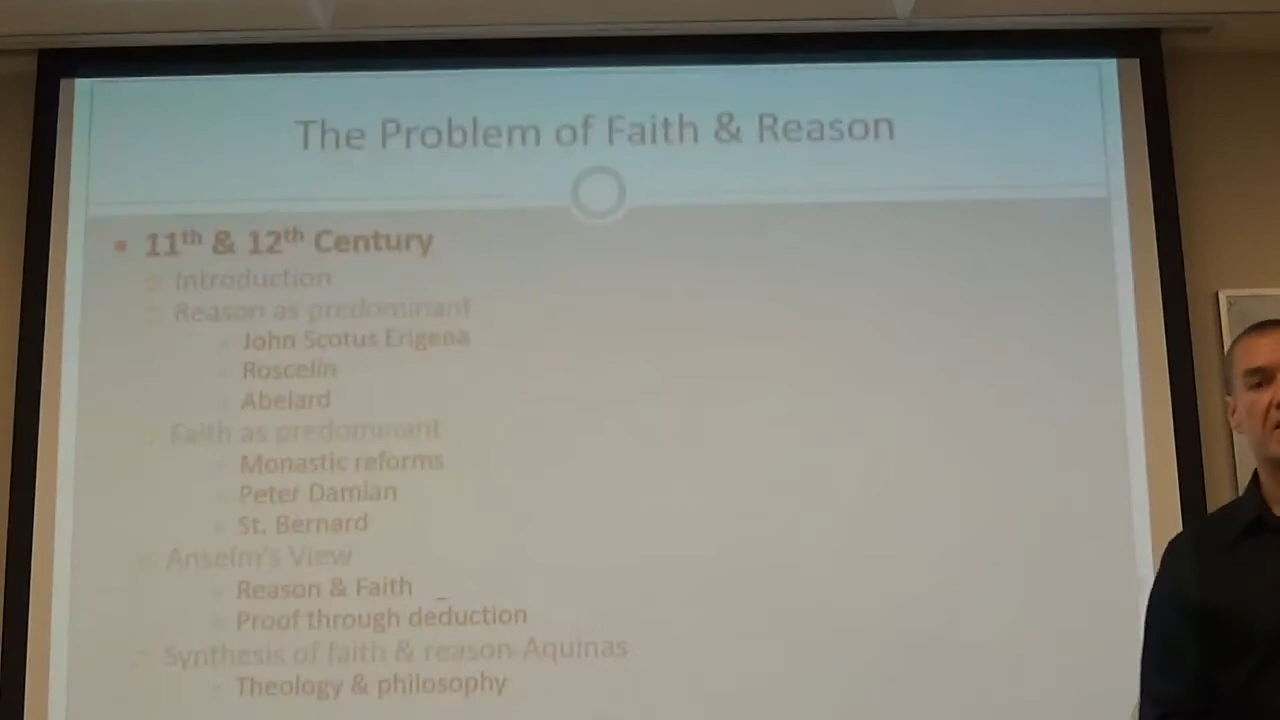 The Problem of Faith & Reason
11th & 12th Century
Introduction
Reason as predominant
John Scotus Erigena
Roscelin
Abelard
Faith as predominant
Monastic reforms
Peter Damian
St. Bernard
Anselm's View
Reason & Faith
Proof through deduction
Synthesis of faith & reason-Aquinas
Theology & philosophy